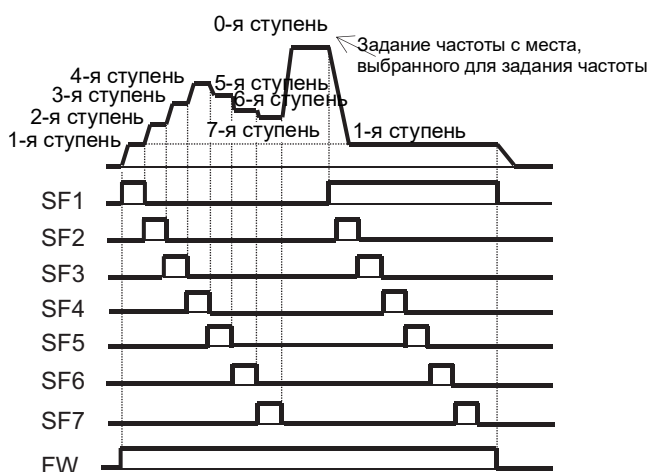 0-я ступень
Задание частоты с места,
выбранного для задания частоты
4-я ступень
5-я ступень
3-я ступень
6-я ступень
2-я ступень
7-я ступень
1-я ступень
1-я ступень
SF1
SF2
SF3
SF4
SF5
SF6
SF7
FW